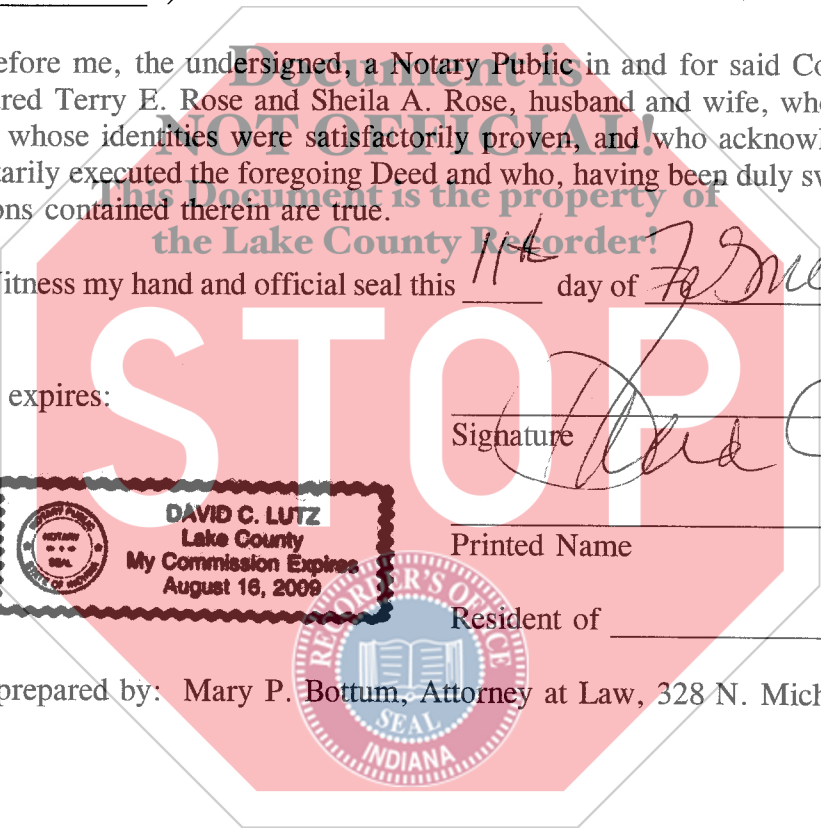 Document is
efore me, the undersigned, a Notary Public in and for said Co
red Terry E. Rose and Sheila A. Rose, husband and wife, who
NOT OFFICIAL!
whose identities were satisfactorily proven, and who acknowl
tarily executed the foregoing Deed and who, having been duly sw
This Document is the property of
ons contained therein are true.
the Lake County Recorder!
itness my hand and official seal this 11th day of
STOP
expires:
Signature
DAVID C. LUTZ
Lake County
My Commission Expires
August 16, 2009
NOTARY PUBLIC
NOTARY
SEAL
STATE OF INDIANA
Printed Name
Resident of
RECORDER'S OFFICE
SEAL
INDIANA
prepared by: Mary P. Bottum, Attorney at Law, 328 N. Mich